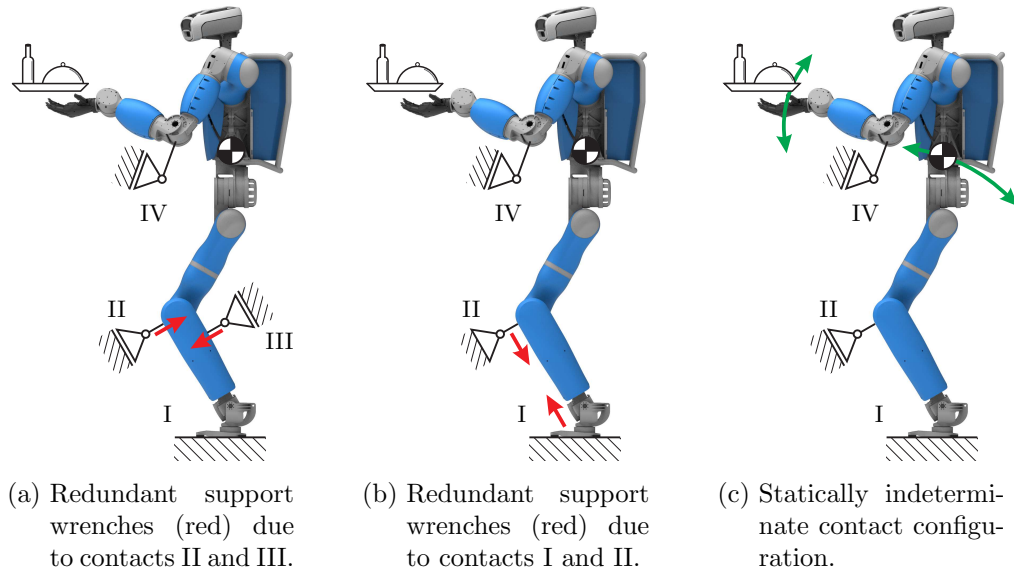 IV
II
III
I
(a) Redundant support
wrenches (red) due
to contacts II and III.
IV
II
I
(b) Redundant support
wrenches (red) due
to contacts I and II.
IV
II
I
(c) Statically indetermi-
nate contact configu-
ration.